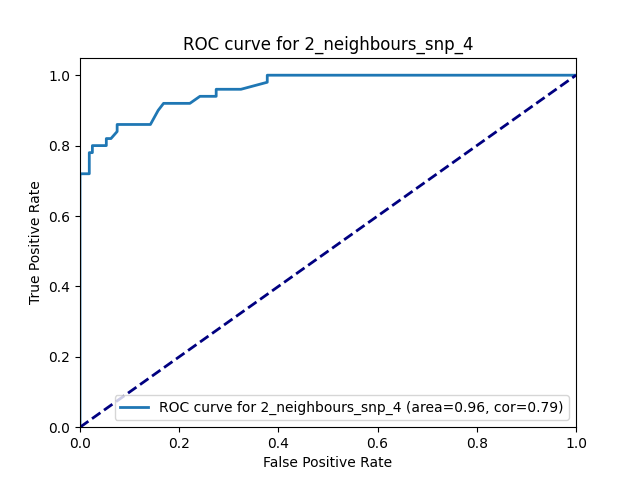 ROC curve for 2_neighbours_snp_4
1.0
0.8
0.6
0.4
0.2
0.0
True Positive Rate
ROC curve for 2_neighbours_snp_4 (area=0.96, cor=0.79)
0.0 0.2 0.4 0.6 0.8 1.0
False Positive Rate